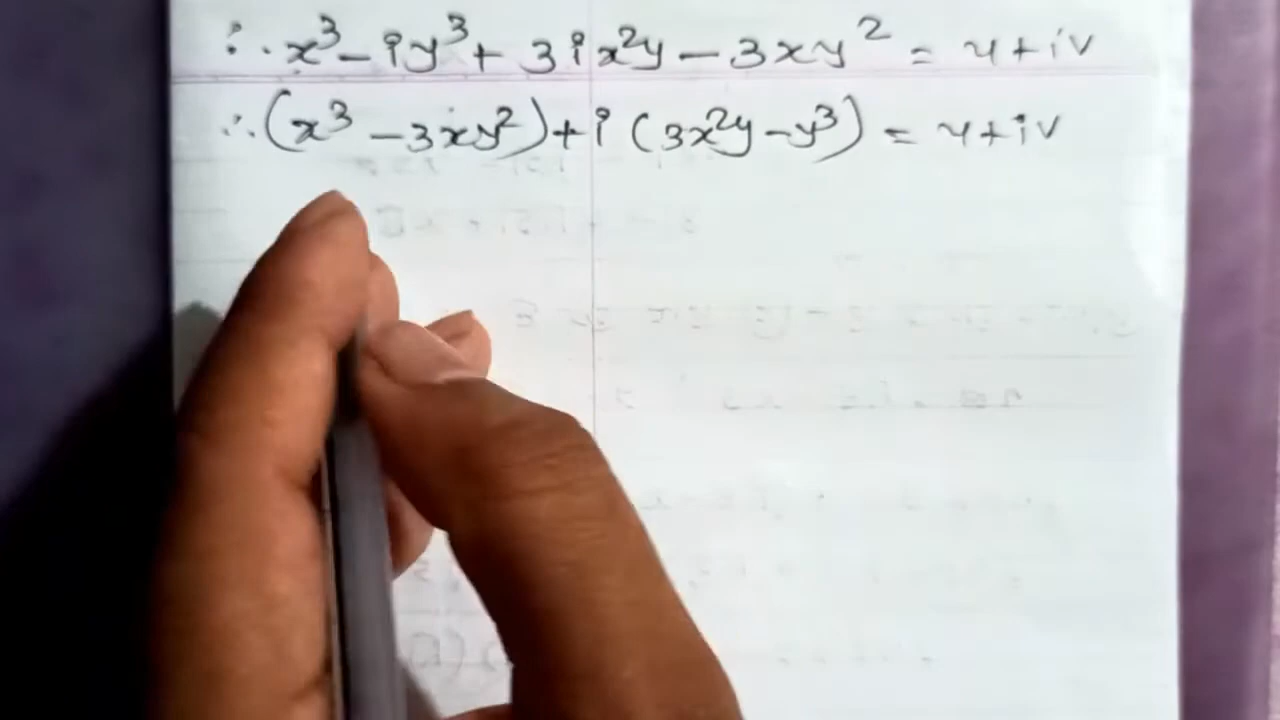 ∴ x³ - iy³ + 3ix²y - 3xy² = u + iv
∴ (x³ - 3xy²) + i (3x²y - y³) = u + iv